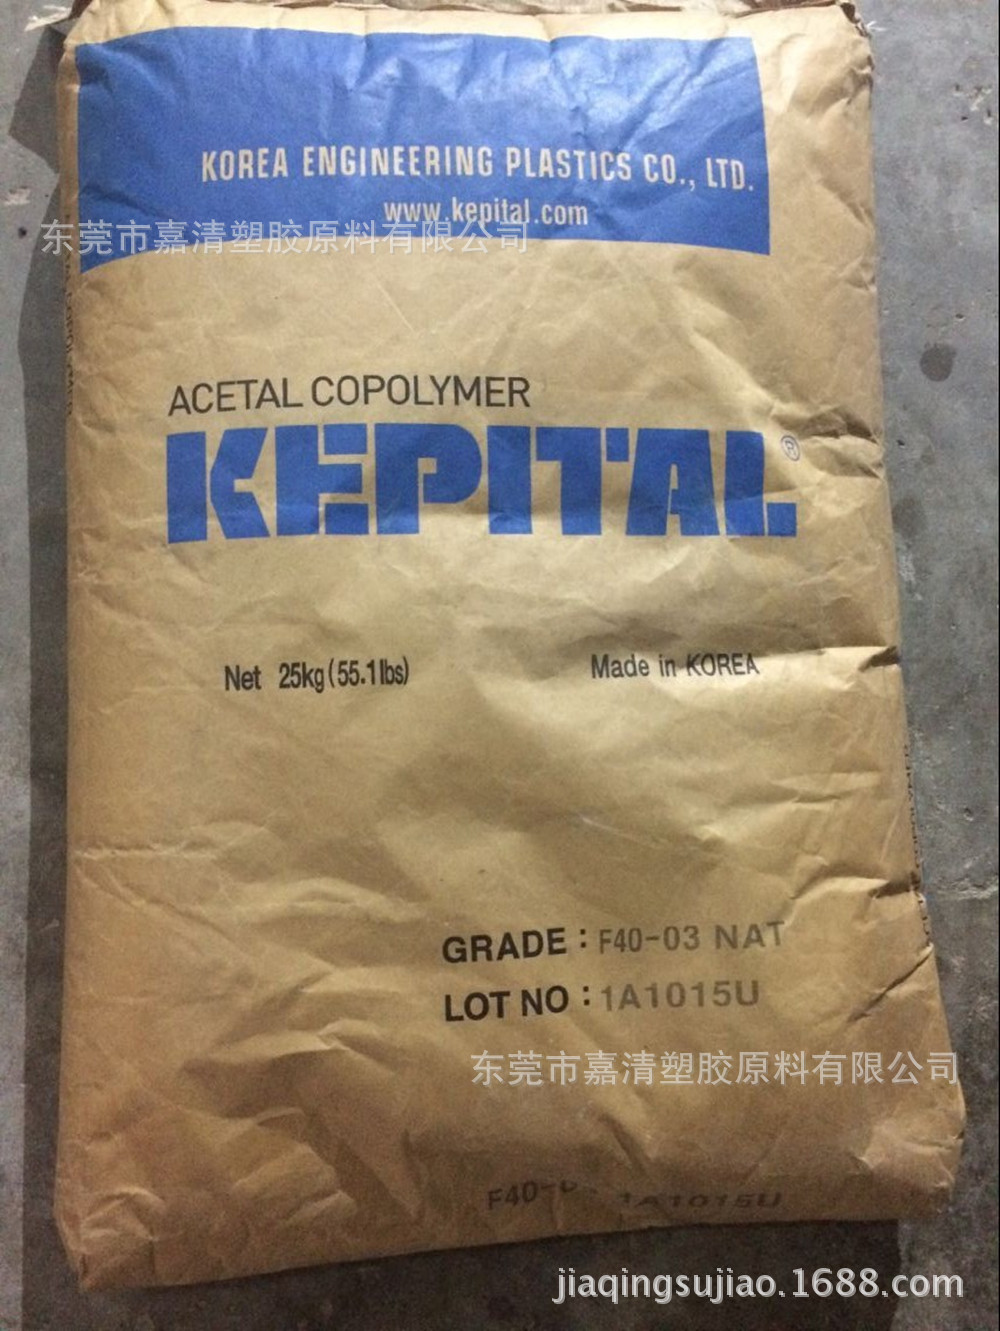 KOREA ENGINEERING PLASTICS CO., LTD.
www.kepital.com
东莞市嘉清塑胶原料有限公司
ACETAL COPOLYMER
KEPITAL®
Net 25kg (55.1lbs)
Made in KOREA
GRADE : F40-03 NAT
LOT NO : 1A1015U
东莞市嘉清塑胶原料有限公司
F40-0 1A1015U
jiaqingsujiao.1688.com